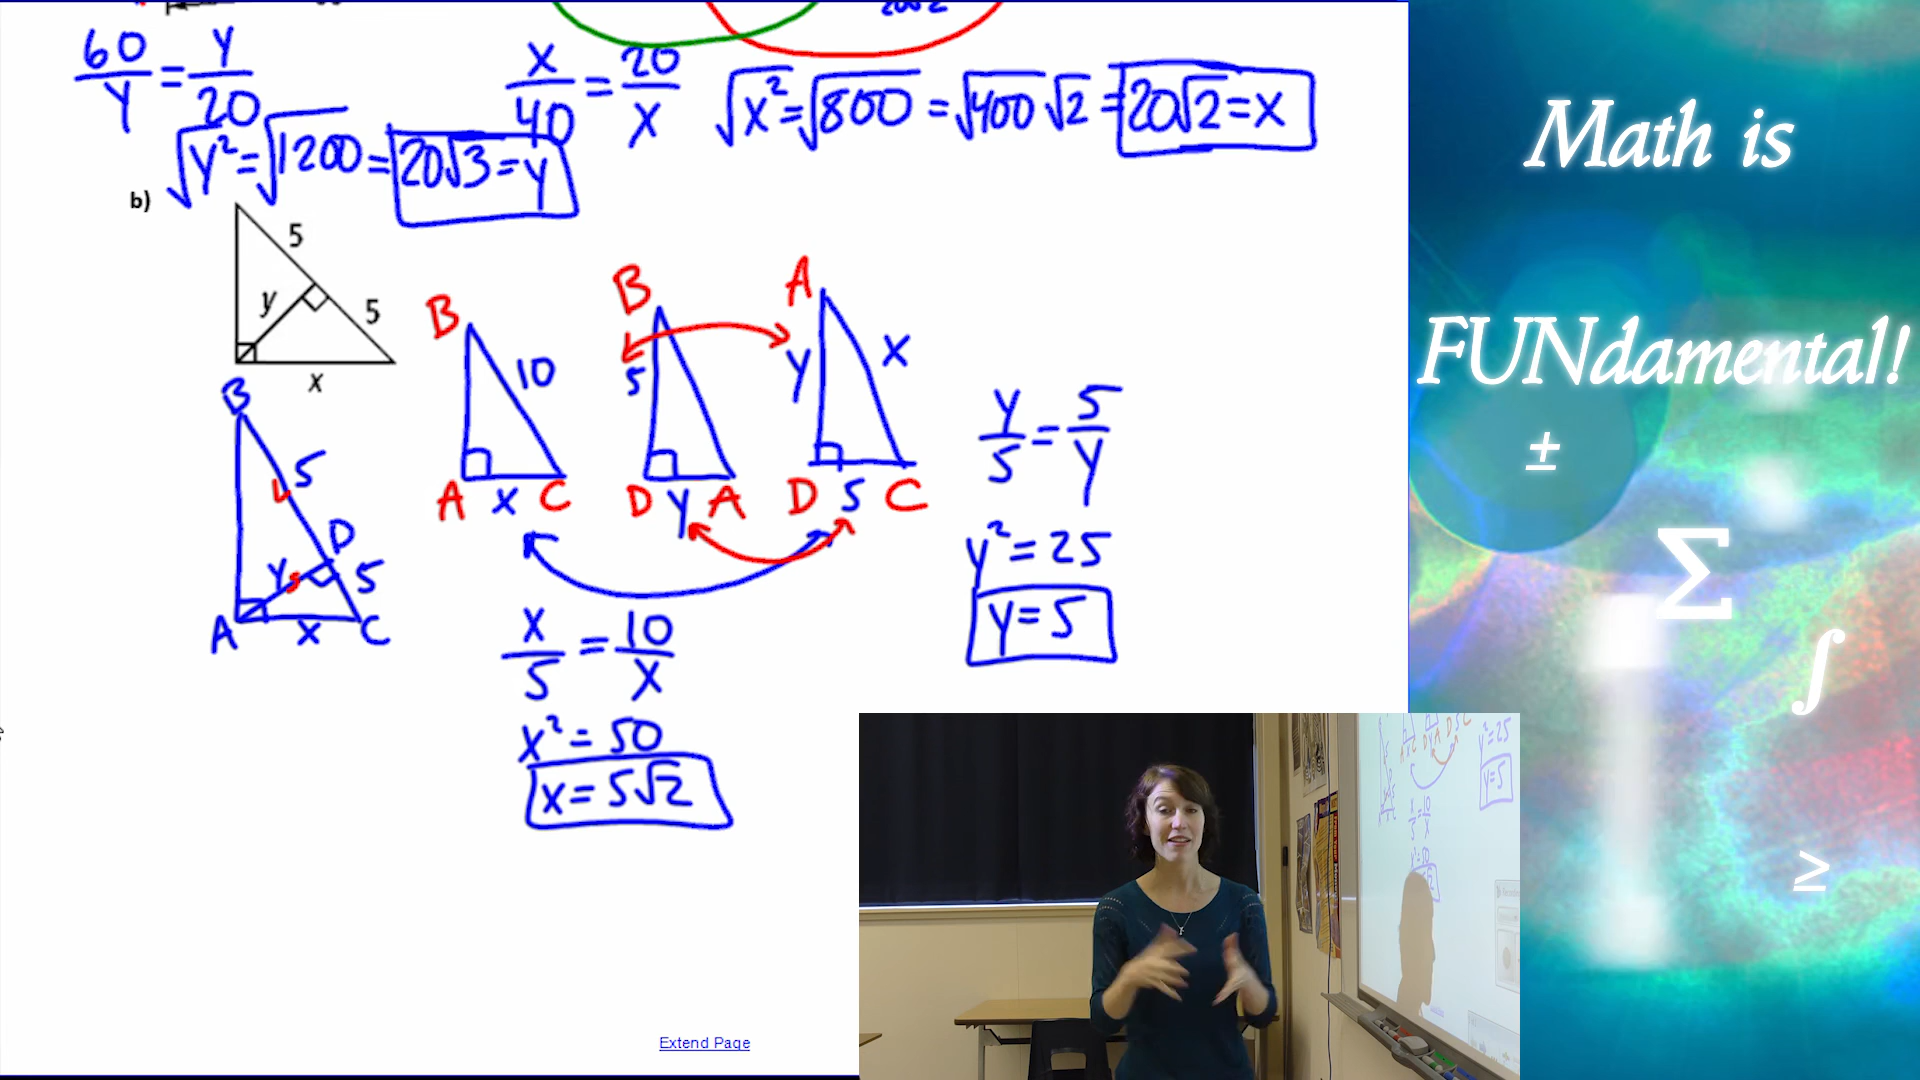 60/Y = Y/20
√Y² = √1200 = 20√3 = Y
X/40 = 20/X
√X² = √800 = √400 √2 = 20√2 = X
b)
5
y
5
x
B
5
D
Y
5
A
X
C
B
10
A X C
B
5
D Y A
A
Y
X
D 5 C
X/5 = 10/X
X² = 50
X = 5√2
Y/5 = 5/Y
Y² = 25
Y = 5
Extend Page
Math is
FUNdamental!
±
Σ
∫
≥